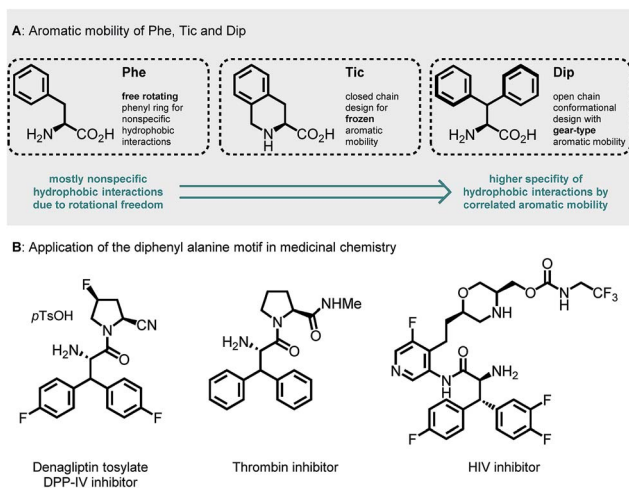 A: Aromatic mobility of Phe, Tic and Dip
Phe
free rotating
phenyl ring for
nonspecific
hydrophobic
interactions
H2N
CO2H
Tic
closed chain
design for
frozen
aromatic
mobility
N
H
CO2H
Dip
open chain
conformational
design with
gear-type
aromatic mobility
H2N
CO2H
mostly nonspecific
hydrophobic interactions
due to rotational freedom
higher specifity of
hydrophobic interactions by
correlated aromatic mobility
B: Application of the diphenyl alanine motif in medicinal chemistry
F
pTsOH
N
CN
H2N
O
F
F
Denagliptin tosylate
DPP-IV inhibitor
NHMe
N
O
H2N
O
Thrombin inhibitor
O
O
O
N
H
CF3
NH
F
N
N
H
O
NH2
F
F
F
HIV inhibitor